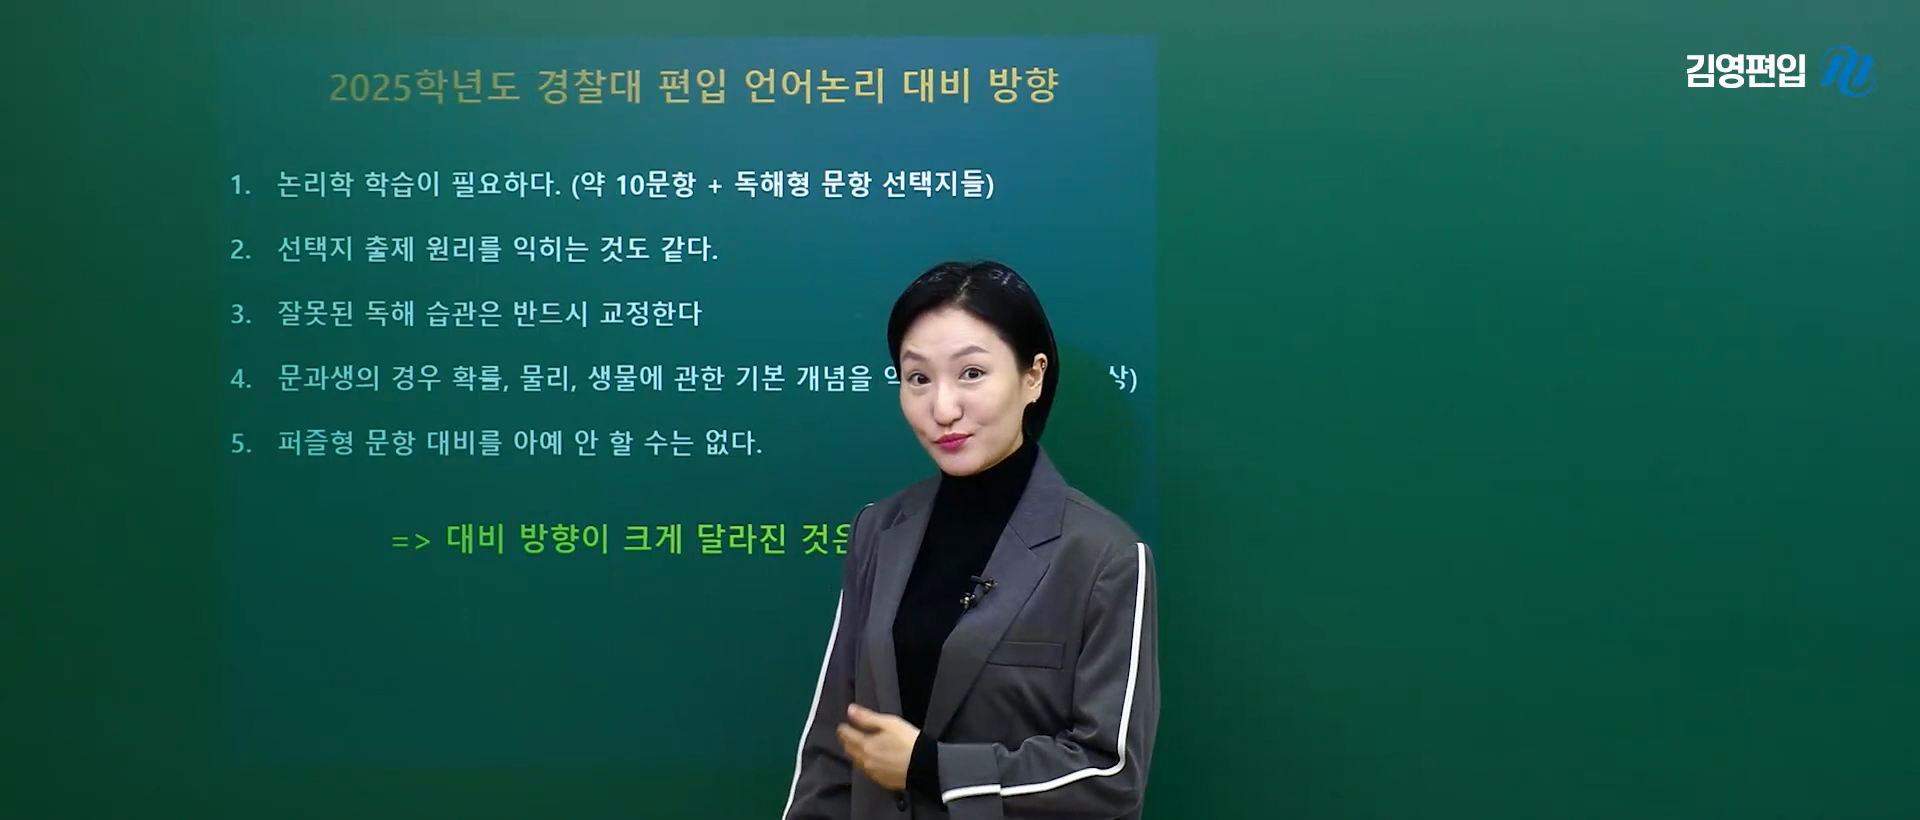 2025학년도 경찰대 편입 언어논리 대비 방향
김영편입
1. 논리학 학습이 필요하다. (약 10문항 + 독해형 문항 선택지들)
2. 선택지 출제 원리를 익히는 것도 같다.
3. 잘못된 독해 습관은 반드시 교정한다
4. 문과생의 경우 확률, 물리, 생물에 관한 기본 개념을
5. 퍼즐형 문항 대비를 아예 안 할 수는 없다.
=> 대비 방향이 크게 달라진 것은